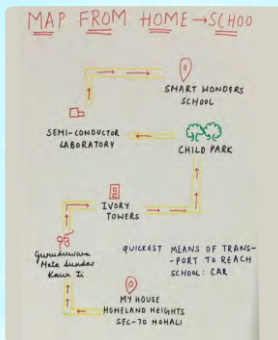 MAP FROM HOME → SCHOO
SMART WONDERS
SCHOOL
SEMI-CONDUCTOR
LABORATORY
CHILD PARK
IVORY
TOWERS
Gurudwara
Mata Sundar
Kaur Ji
QUICKEST MEANS OF TRANS-
-PORT TO REACH
SCHOOL: CAR
MY HOUSE
HOMELAND HEIGHTS
SEC-70 MOHALI